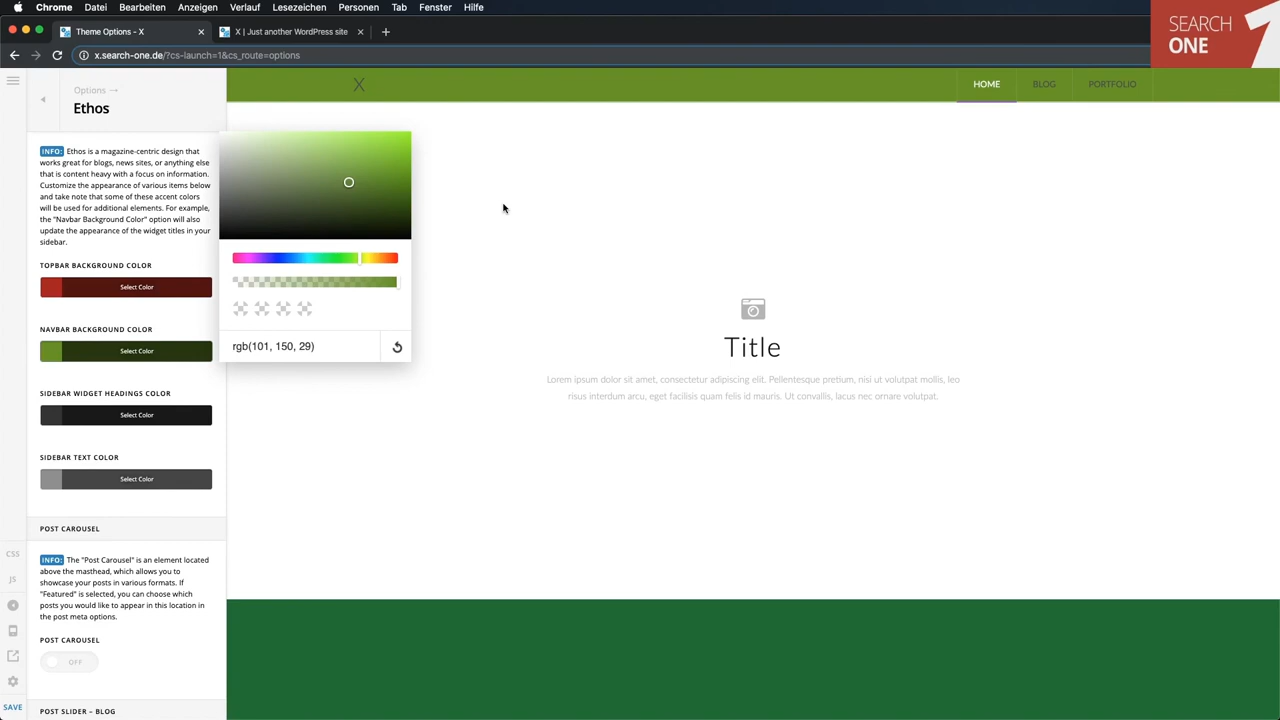 Chrome Datei Bearbeiten Anzeigen Verlauf Lesezeichen Personen Tab Fenster Hilfe
Theme Options - X
X | Just another WordPress site
x.search-one.de/?cs-launch=1&cs_route=options
SEARCH
ONE
1
Options →
Ethos
X
HOME
BLOG
PORTFOLIO
INFO: Ethos is a magazine-centric design that
works great for blogs, news sites, or anything else
that is content heavy with a focus on information.
Customize the appearance of various items below
and take note that some of these accent colors
will be used for additional elements. For example,
the "Navbar Background Color" option will also
update the appearance of the widget titles in your
sidebar.
TOPBAR BACKGROUND COLOR
Select Color
NAVBAR BACKGROUND COLOR
Select Color
rgb(101, 150, 29)
SIDEBAR WIDGET HEADINGS COLOR
Select Color
SIDEBAR TEXT COLOR
Select Color
POST CAROUSEL
INFO: The "Post Carousel" is an element located
above the masthead, which allows you to
showcase your posts in various formats. If
"Featured" is selected, you can choose which
posts you would like to appear in this location in
the post meta options.
POST CAROUSEL
OFF
POST SLIDER – BLOG
CSS
JS
SAVE
Title
Lorem ipsum dolor sit amet, consectetur adipiscing elit. Pellentesque pretium, nisi ut volutpat mollis, leo
risus interdum arcu, eget facilisis quam felis id mauris. Ut convallis, lacus nec ornare volutpat.